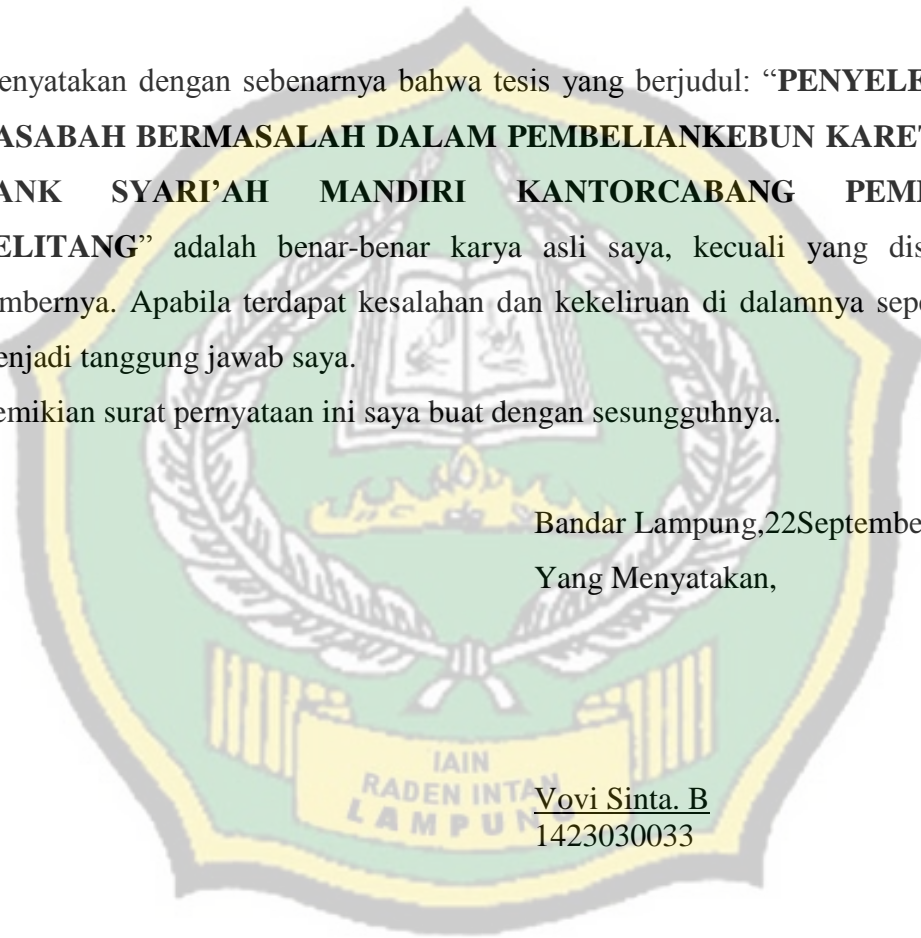 enyatakan dengan sebenarnya bahwa tesis yang berjudul: “PENYELE
ASABAH BERMASALAH DALAM PEMBELIANKEBUN KARE
ANK SYARI’AH MANDIRI KANTORCABANG PEM
ELITANG” adalah benar-benar karya asli saya, kecuali yang dis
mbernya. Apabila terdapat kesalahan dan kekeliruan di dalamnya sep
enjadi tanggung jawab saya.
emikian surat pernyataan ini saya buat dengan sesungguhnya.
Bandar Lampung,22Septembe
Yang Menyatakan,
IAIN
RADEN INTAN
LAMPUNG
Vovi Sinta. B
1423030033